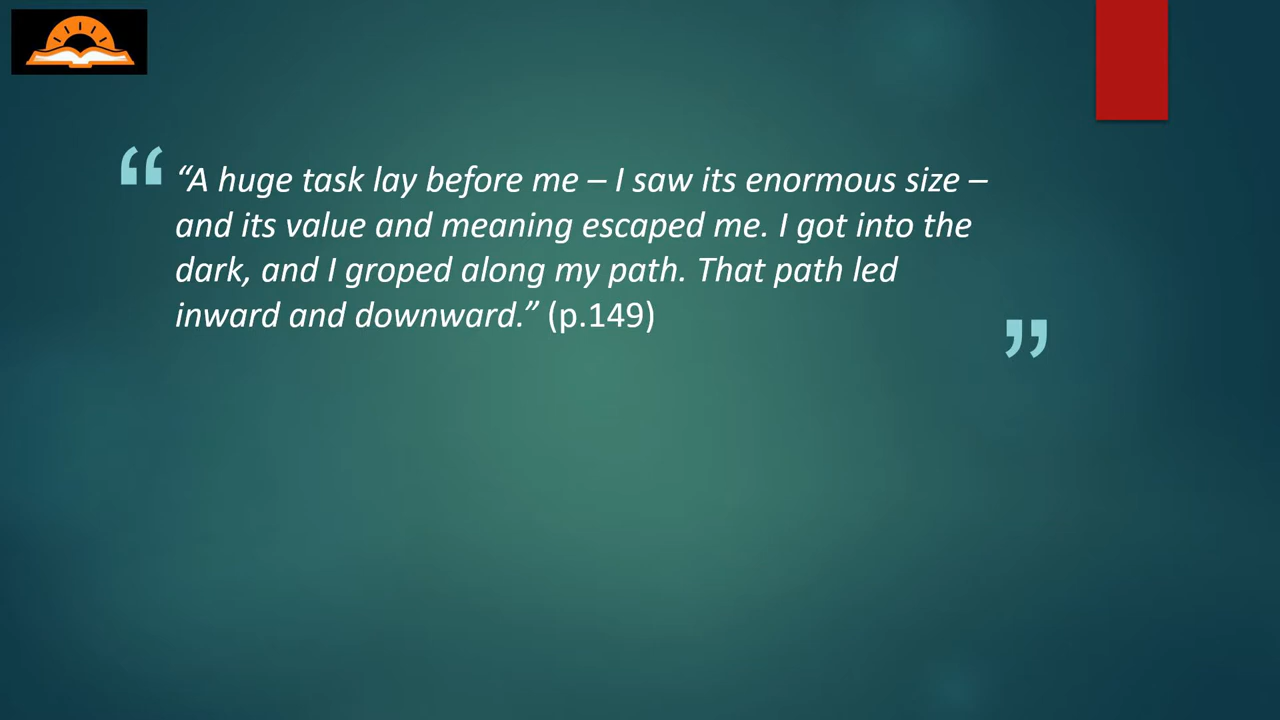 “A huge task lay before me – I saw its enormous size –
and its value and meaning escaped me. I got into the
dark, and I groped along my path. That path led
inward and downward.” (p.149)